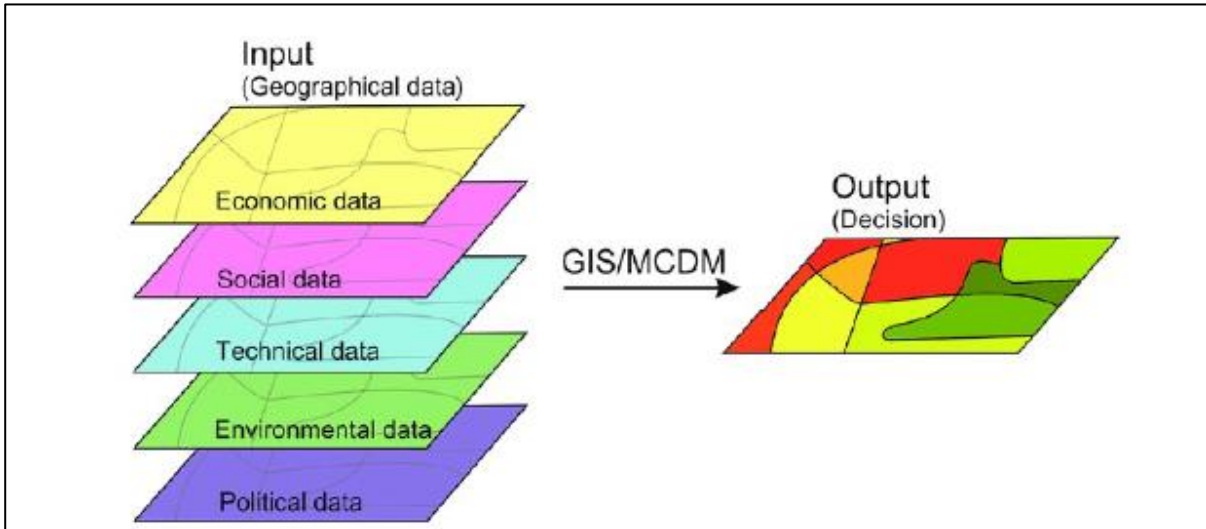 Input
(Geographical data)
Economic data
Social data
Technical data
Environmental data
Political data
GIS/MCDM
Output
(Decision)